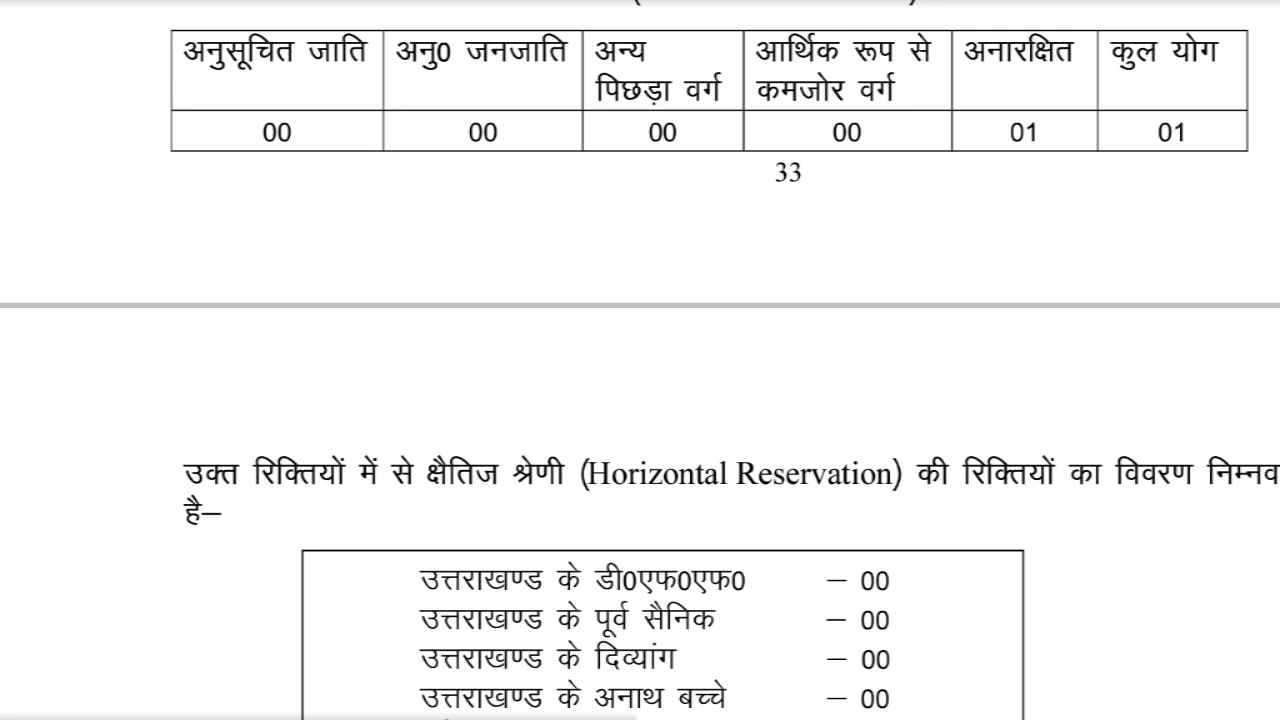 अनुसूचित जाति अनु0 जनजाति अन्य पिछड़ा वर्ग आर्थिक रूप से कमजोर वर्ग अनारक्षित कुल योग
00 00 00 00 01 01
33
उक्त रिक्तियों में से क्षैतिज श्रेणी (Horizontal Reservation) की रिक्तियों का विवरण
है—
उत्तराखण्ड के डी0एफ0एफ0 — 00
उत्तराखण्ड के पूर्व सैनिक — 00
उत्तराखण्ड के दिव्यांग — 00
उत्तराखण्ड के अनाथ बच्चे — 00